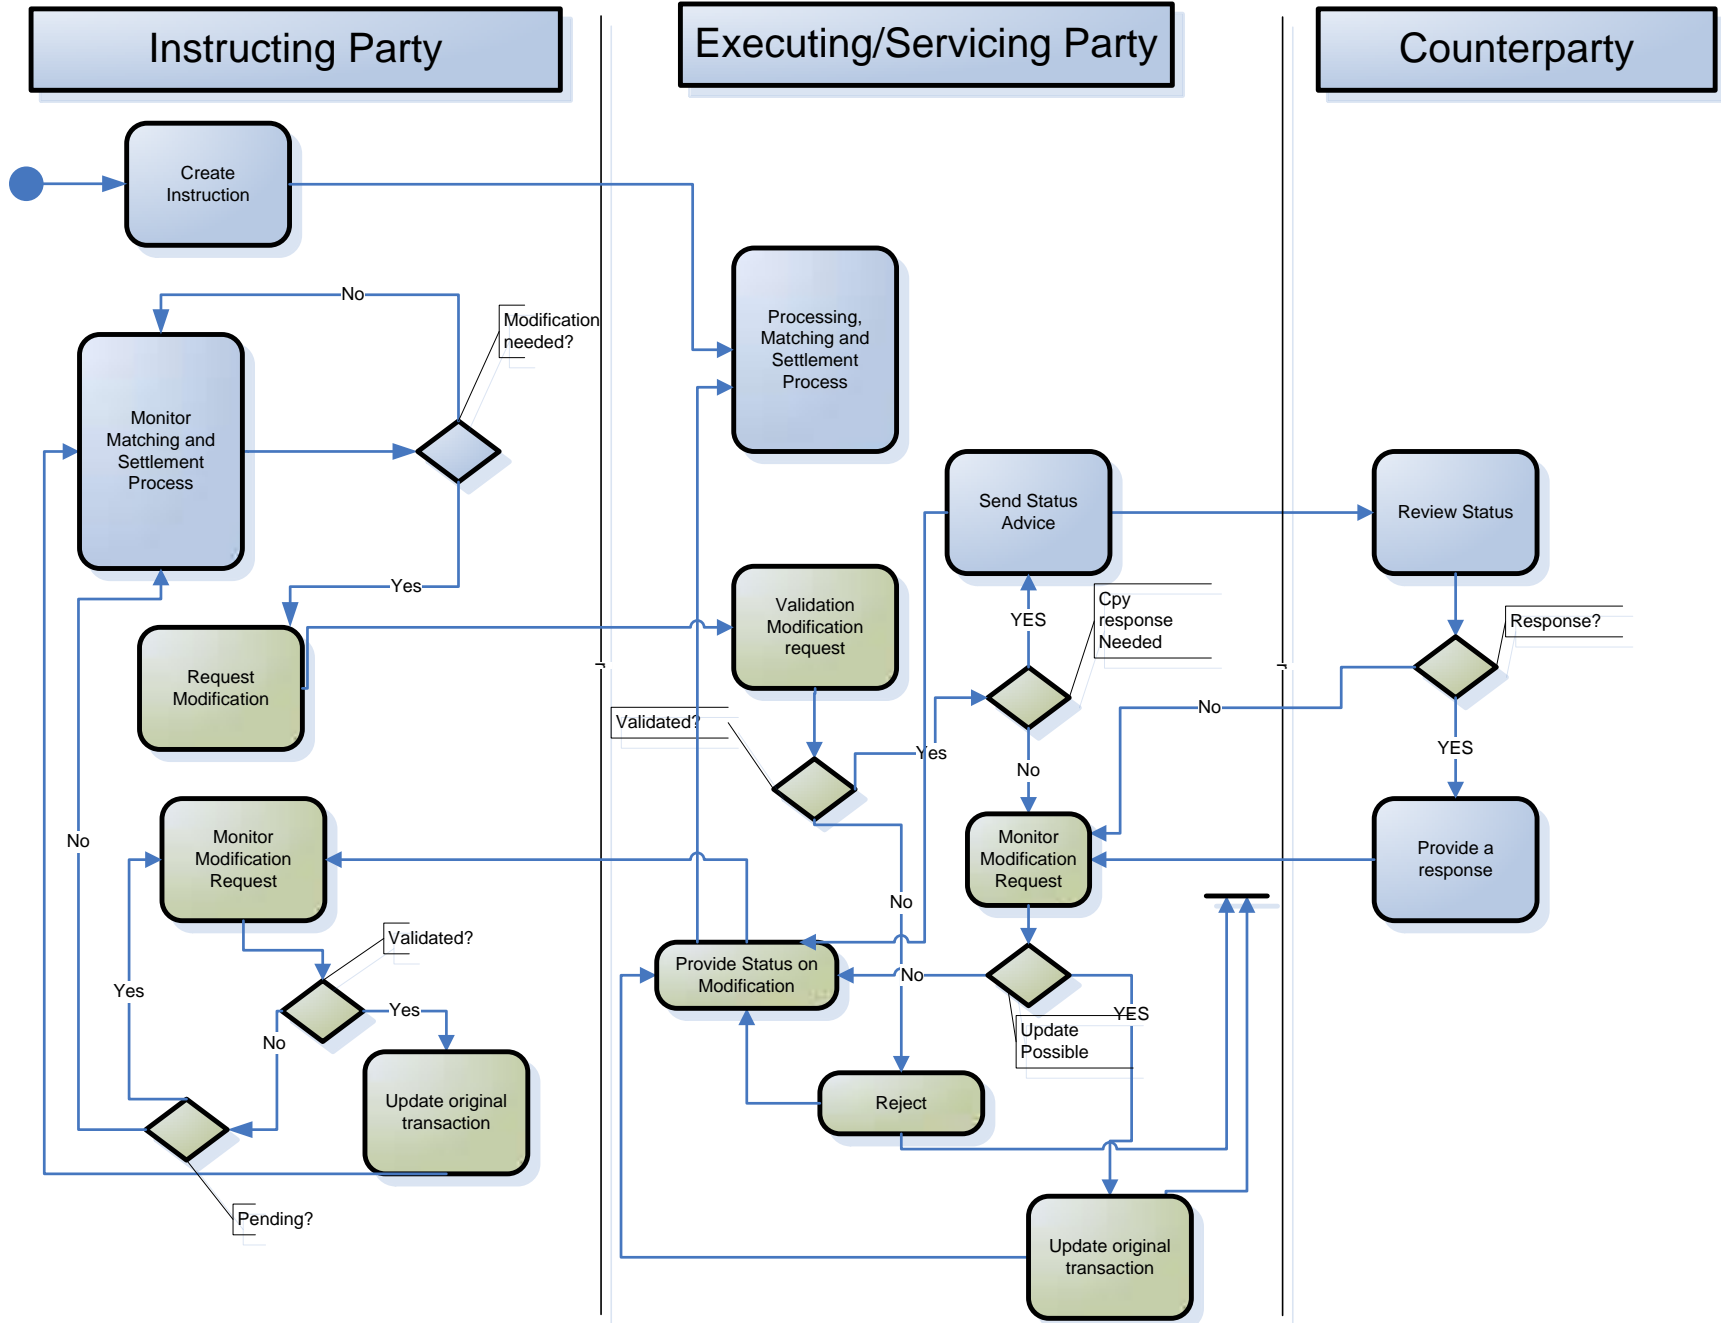 Instructing Party
Executing/Servicing Party
Counterparty
Create
Instruction
No
Modification
needed?
Processing,
Matching and
Settlement
Process
Monitor
Matching and
Settlement
Process
Send Status
Advice
Review Status
Yes
Validation
Modification
request
YES
Cpy
response
Needed
Response?
Request
Modification
Validated?
Yes
No
No
YES
No
Monitor
Modification
Request
Monitor
Modification
Request
Provide a
response
No
Validated?
Provide Status on
Modification
No
Yes
Yes
No
YES
Update
Possible
Update original
transaction
Reject
Pending?
Update original
transaction